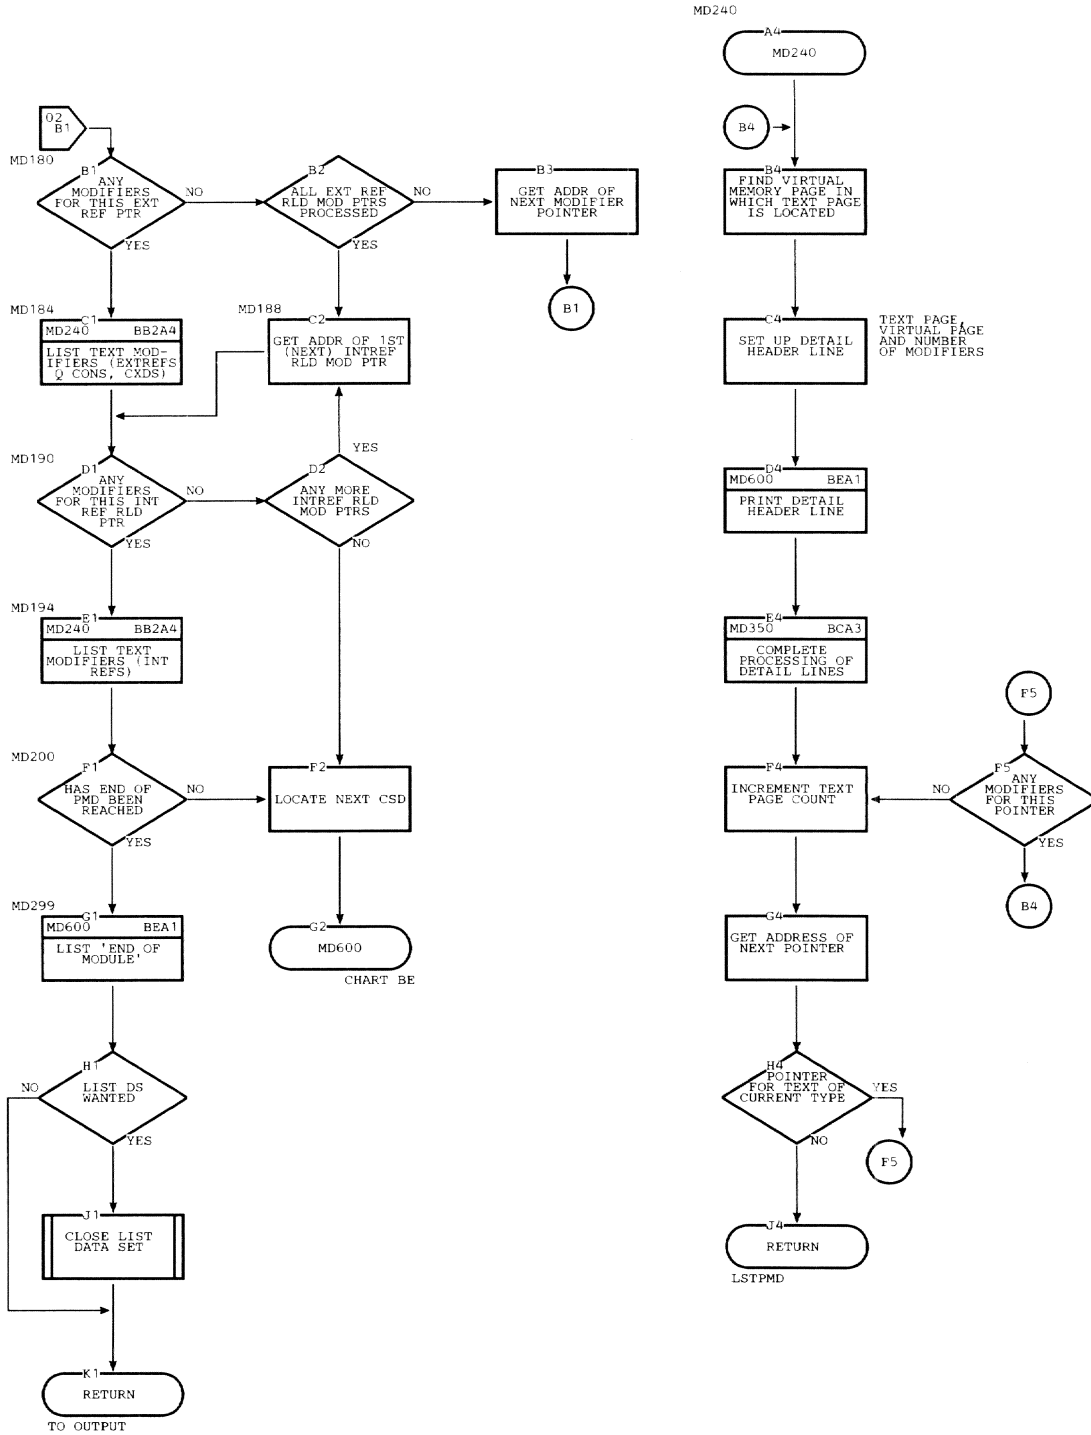 MD240
A4
MD240
B4
B4
FIND VIRTUAL
MEMORY PAGE IN
WHICH TEXT PAGE
IS LOCATED
C4
SET UP DETAIL
HEADER LINE
TEXT PAGE,
VIRTUAL PAGE
AND NUMBER
OF MODIFIERS
D4
MD600 BEA1
PRINT DETAIL
HEADER LINE
E4
MD350 BCA3
COMPLETE
PROCESSING OF
DETAIL LINES
F4
INCREMENT TEXT
PAGE COUNT
F5
F5
ANY
MODIFIERS
FOR THIS
POINTER
NO
YES
B4
G4
GET ADDRESS OF
NEXT POINTER
H4
POINTER
FOR TEXT OF
CURRENT TYPE
YES
NO
F5
J4
RETURN
LSTPMD
02
B1
MD180
B1
ANY
MODIFIERS
FOR THIS EXT
REF PTR
NO
YES
B2
ALL EXT REF
RLD MOD PTRS
PROCESSED
NO
YES
B3
GET ADDR OF
NEXT MODIFIER
POINTER
B1
MD184
C1
MD240 BB2A4
LIST TEXT MOD-
IFIERS (EXTREFS
Q CONS, CXDS)
MD188
C2
GET ADDR OF 1ST
(NEXT) INTREF
RLD MOD PTR
MD190
D1
ANY
MODIFIERS
FOR THIS INT
REF RLD
PTR
NO
YES
YES
D2
ANY MORE
INTREF RLD
MOD PTRS
NO
MD194
E1
MD240 BB2A4
LIST TEXT
MODIFIERS (INT
REFS)
MD200
F1
HAS END OF
PMD BEEN
REACHED
NO
YES
F2
LOCATE NEXT CSD
MD299
G1
MD600 BEA1
LIST 'END OF
MODULE'
G2
MD600
CHART BE
H1
LIST DS
WANTED
NO
YES
J1
CLOSE LIST
DATA SET
K1
RETURN
TO OUTPUT